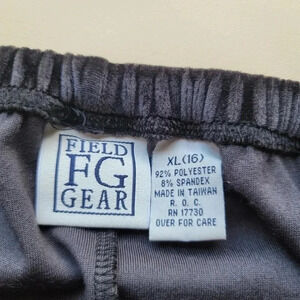 FIELD
FG
GEAR
XL(16)
92% POLYESTER
8% SPANDEX
MADE IN TAIWAN
R. O. C.
RN 17730
OVER FOR CARE